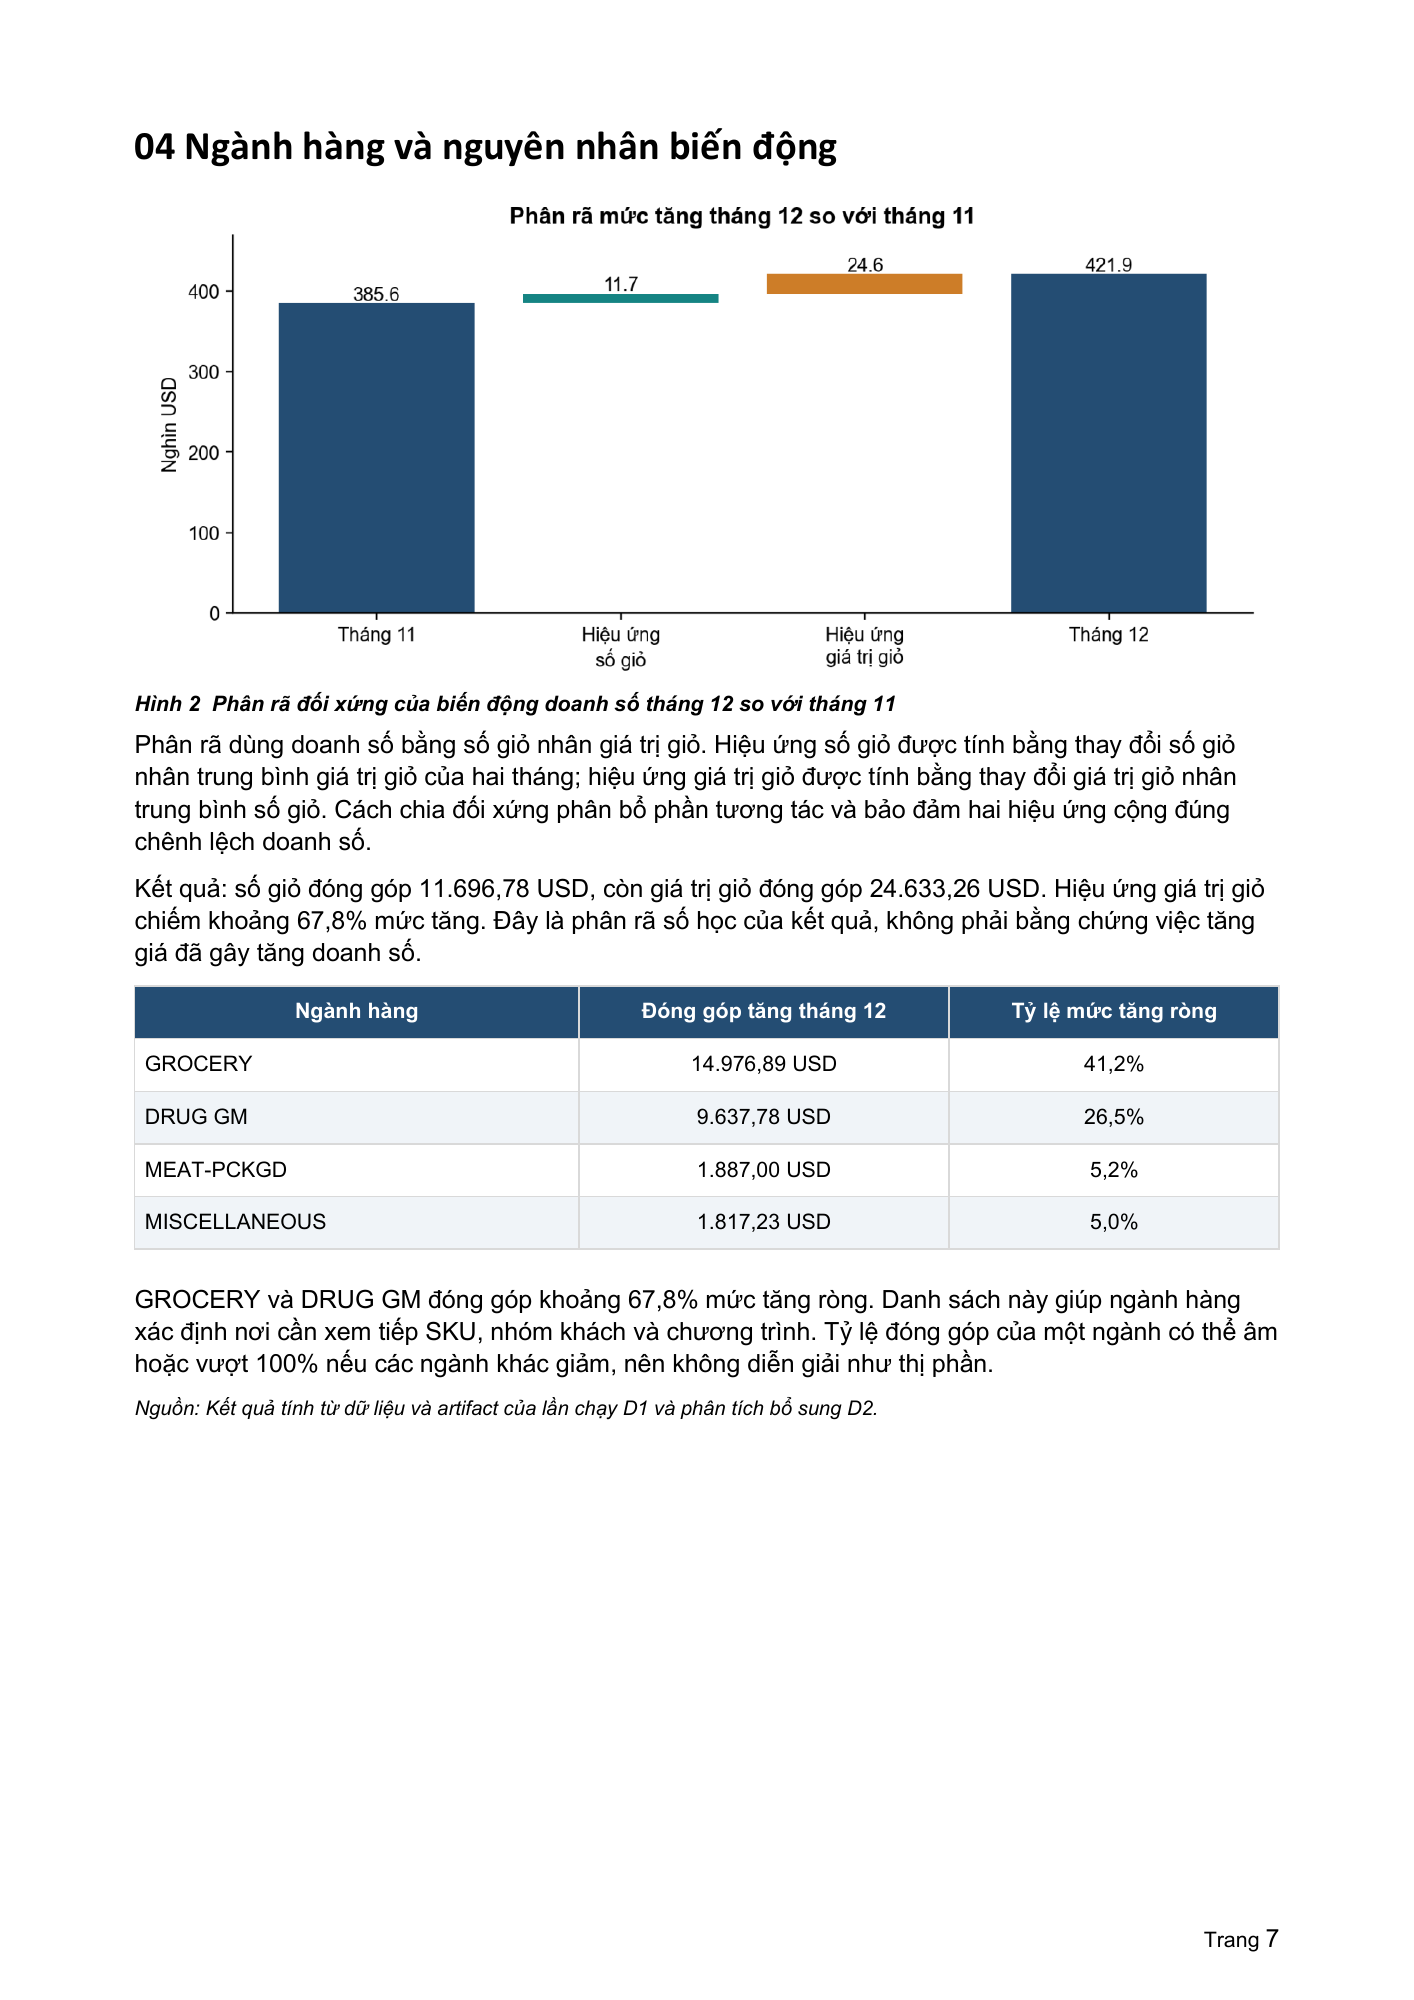 04 Ngành hàng và nguyên nhân biến động
Phân rã mức tăng tháng 12 so với tháng 11
Nghìn USD
400
300
200
100
0
385.6
11.7
24.6
421.9
Tháng 11
Hiệu ứng
số giỏ
Hiệu ứng
giá trị giỏ
Tháng 12
Hình 2 Phân rã đối xứng của biến động doanh số tháng 12 so với tháng 11
Phân rã dùng doanh số bằng số giỏ nhân giá trị giỏ. Hiệu ứng số giỏ được tính bằng thay đổi số giỏ
nhân trung bình giá trị giỏ của hai tháng; hiệu ứng giá trị giỏ được tính bằng thay đổi giá trị giỏ nhân
trung bình số giỏ. Cách chia đối xứng phân bổ phần tương tác và bảo đảm hai hiệu ứng cộng đúng
chênh lệch doanh số.
Kết quả: số giỏ đóng góp 11.696,78 USD, còn giá trị giỏ đóng góp 24.633,26 USD. Hiệu ứng giá trị giỏ
chiếm khoảng 67,8% mức tăng. Đây là phân rã số học của kết quả, không phải bằng chứng việc tăng
giá đã gây tăng doanh số.
Ngành hàng Đóng góp tăng tháng 12 Tỷ lệ mức tăng ròng
GROCERY 14.976,89 USD 41,2%
DRUG GM 9.637,78 USD 26,5%
MEAT-PCKGD 1.887,00 USD 5,2%
MISCELLANEOUS 1.817,23 USD 5,0%
GROCERY và DRUG GM đóng góp khoảng 67,8% mức tăng ròng. Danh sách này giúp ngành hàng
xác định nơi cần xem tiếp SKU, nhóm khách và chương trình. Tỷ lệ đóng góp của một ngành có thể âm
hoặc vượt 100% nếu các ngành khác giảm, nên không diễn giải như thị phần.
Nguồn: Kết quả tính từ dữ liệu và artifact của lần chạy D1 và phân tích bổ sung D2.
Trang 7